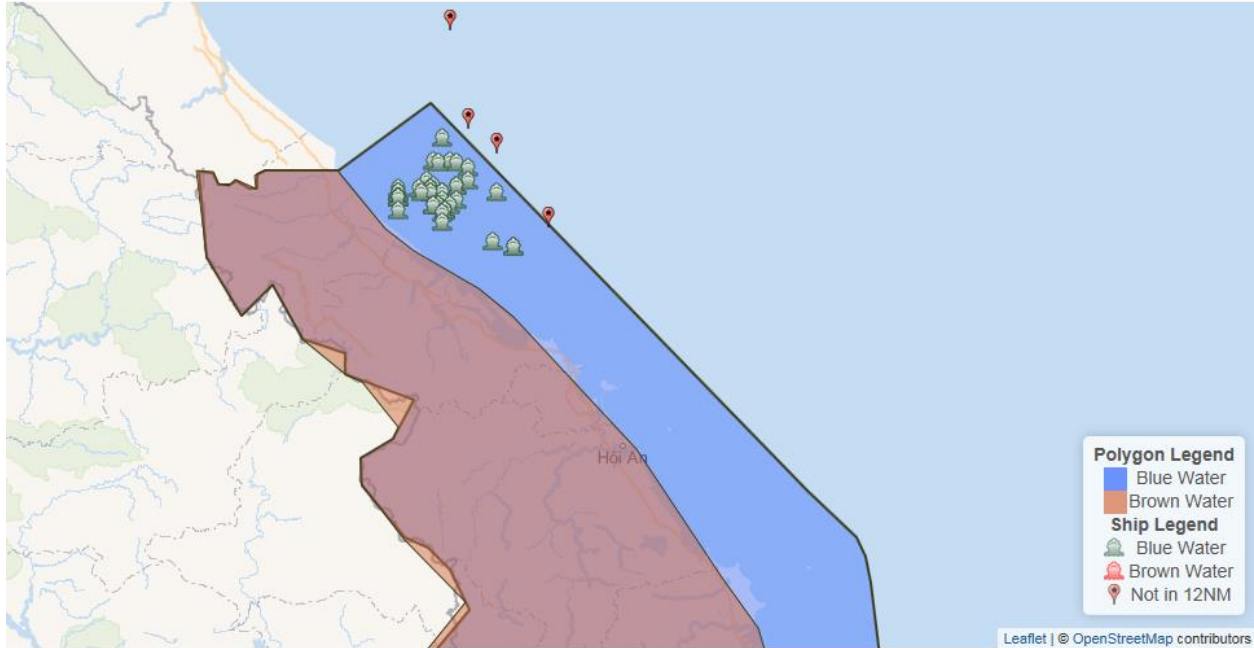 Hội An
Polygon Legend
Blue Water
Brown Water
Ship Legend
Blue Water
Brown Water
Not in 12NM
Leaflet | © OpenStreetMap contributors